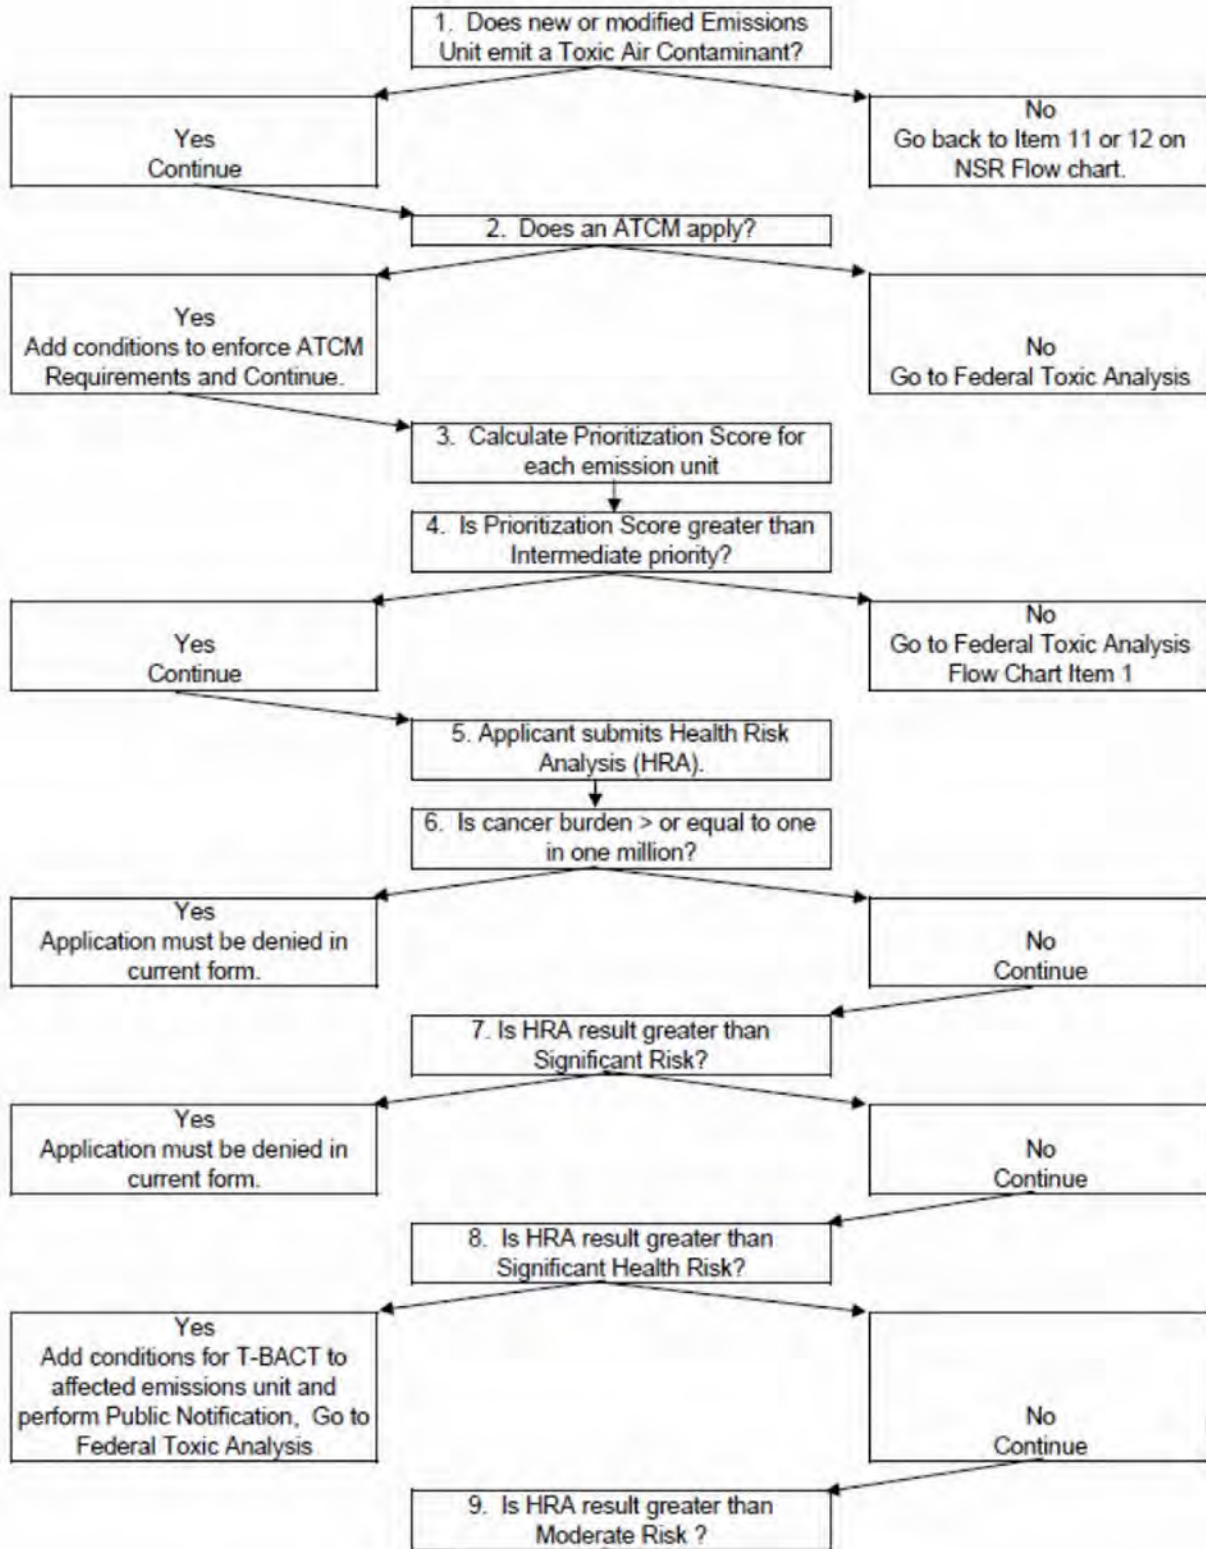 1. Does new or modified Emissions
Unit emit a Toxic Air Contaminant?
Yes
Continue
No
Go back to Item 11 or 12 on
NSR Flow chart.
2. Does an ATCM apply?
Yes
Add conditions to enforce ATCM
Requirements and Continue.
No
Go to Federal Toxic Analysis
3. Calculate Prioritization Score for
each emission unit
4. Is Prioritization Score greater than
Intermediate priority?
Yes
Continue
No
Go to Federal Toxic Analysis
Flow Chart Item 1
5. Applicant submits Health Risk
Analysis (HRA).
6. Is cancer burden > or equal to one
in one million?
Yes
Application must be denied in
current form.
No
Continue
7. Is HRA result greater than
Significant Risk?
Yes
Application must be denied in
current form.
No
Continue
8. Is HRA result greater than
Significant Health Risk?
Yes
Add conditions for T-BACT to
affected emissions unit and
perform Public Notification, Go to
Federal Toxic Analysis
No
Continue
9. Is HRA result greater than
Moderate Risk ?